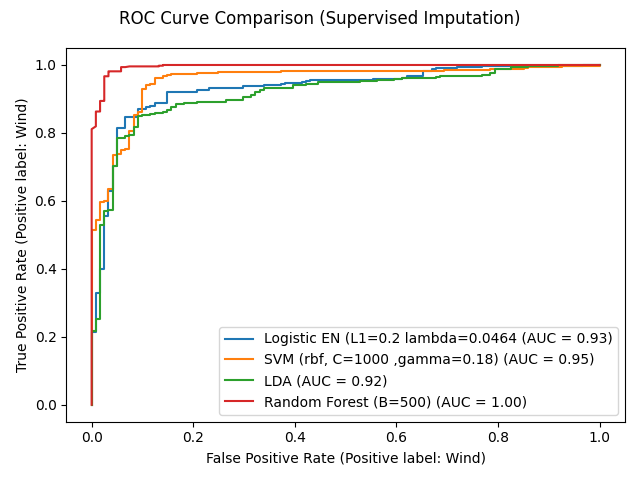 ROC Curve Comparison (Supervised Imputation)
True Positive Rate (Positive label: Wind)
1.0
0.8
0.6
0.4
0.2
0.0
Logistic EN (L1=0.2 lambda=0.0464 (AUC = 0.93)
SVM (rbf, C=1000 ,gamma=0.18) (AUC = 0.95)
LDA (AUC = 0.92)
Random Forest (B=500) (AUC = 1.00)
0.0 0.2 0.4 0.6 0.8 1.0
False Positive Rate (Positive label: Wind)